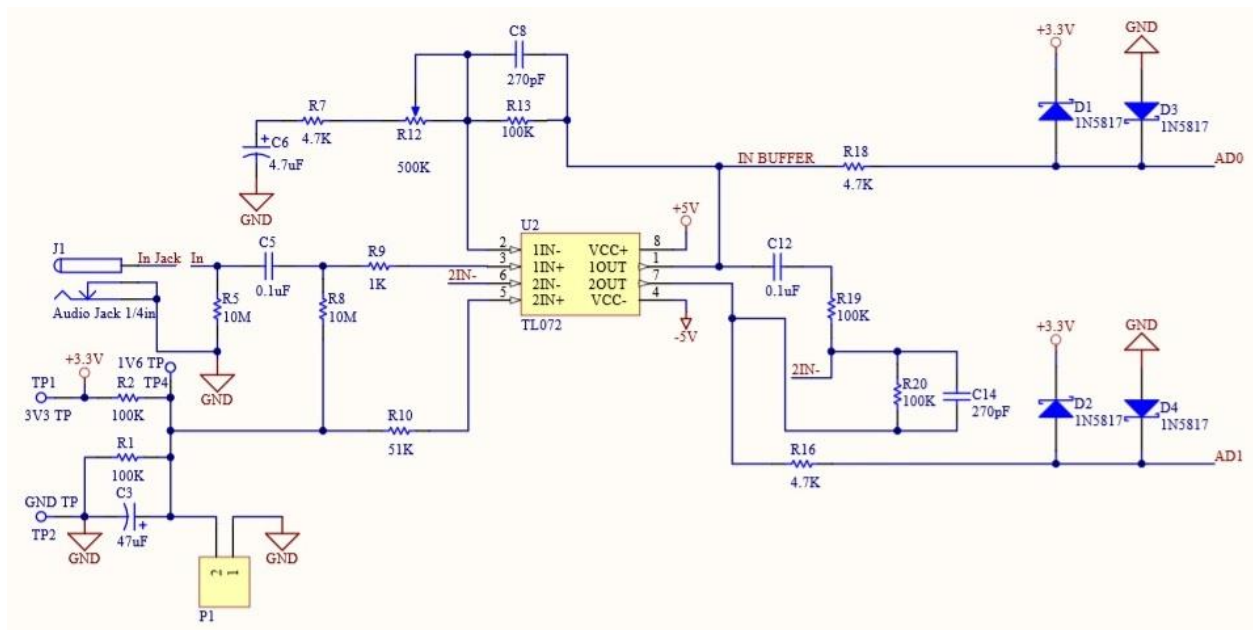 C8
270pF
+3.3V
GND
R7
4.7K
R12
500K
R13
100K
D1
1N5817
D3
1N5817
C6
+
4.7uF
GND
IN BUFFER
R18
4.7K
AD0
U2
+5V
J1
In Jack
In
C5
0.1uF
R9
1K
2
1IN-
VCC+
8
3
1IN+
1OUT
1
6
2IN-
2OUT
7
5
2IN+
VCC-
4
2IN-
TL072
-5V
C12
0.1uF
R19
100K
Audio Jack 1/4in
R5
10M
R8
10M
GND
+3.3V
1V6 TP
TP4
TP1
3V3 TP
R2
100K
2IN-
R20
100K
C14
270pF
+3.3V
GND
D2
1N5817
D4
1N5817
R10
51K
R1
100K
R16
4.7K
AD1
GND TP
TP2
C3
+
47uF
GND
GND
2
1
P1